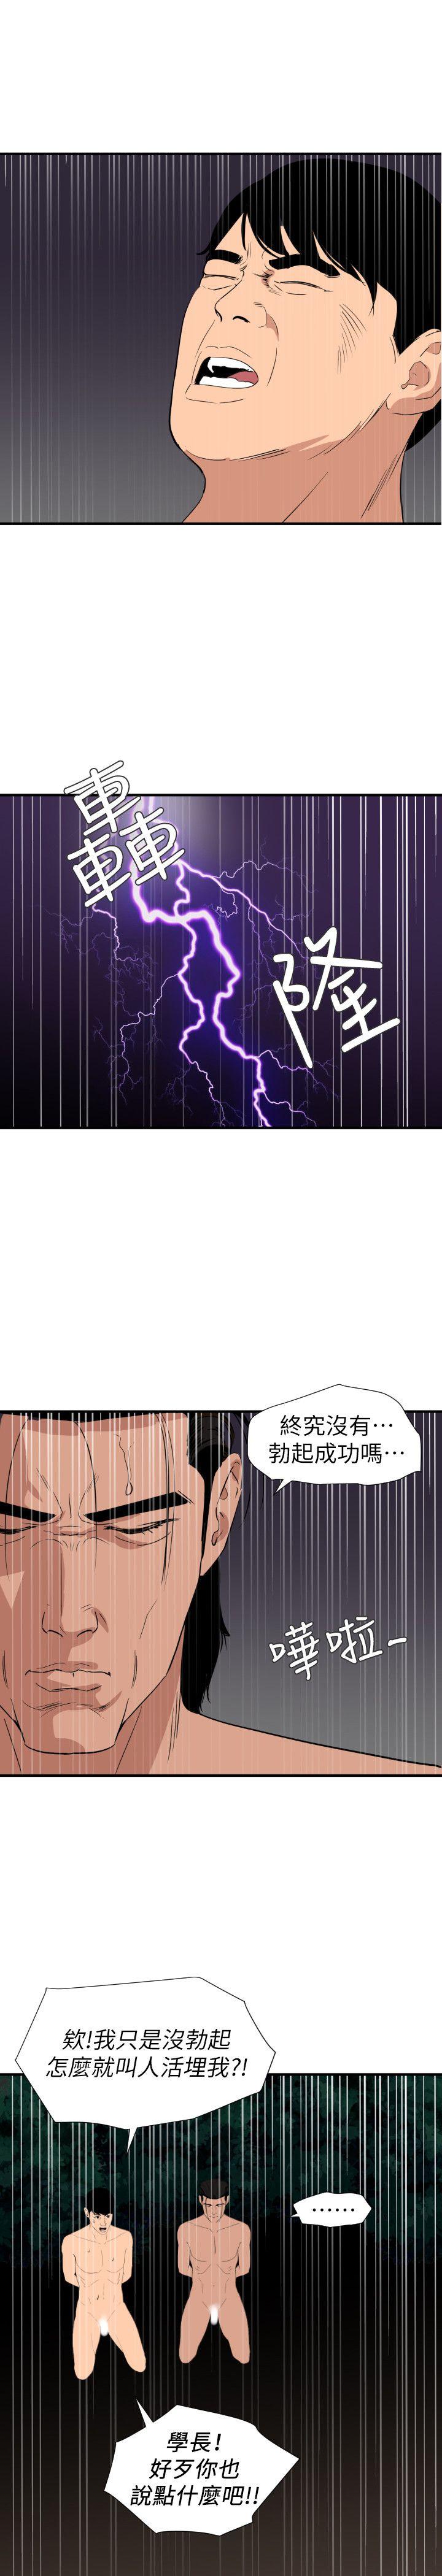 轟
隆
終究沒有…
勃起成功嗎…
嘩啦-
欸!我只是沒勃起
怎麼就叫人活埋我?!
……
學長!
好歹你也
說點什麼吧!!